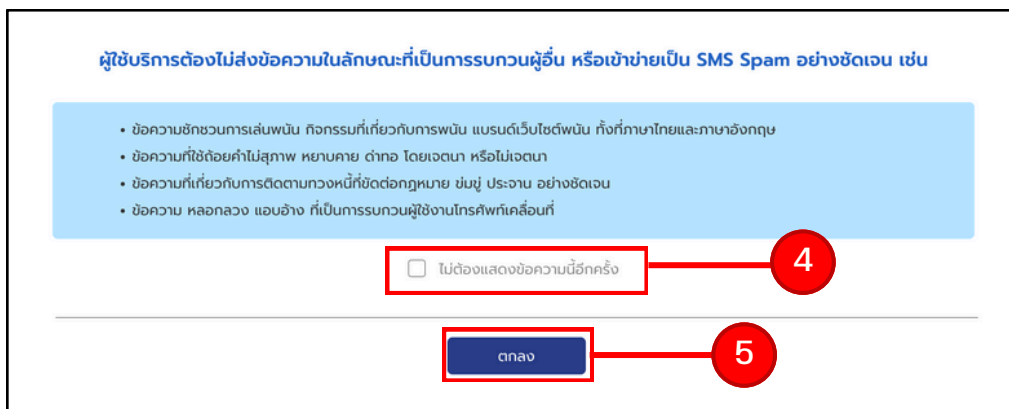 ผู้ใช้บริการต้องไม่ส่งข้อความในลักษณะที่เป็นการรบกวนผู้อื่น หรือเข้าข่ายเป็น SMS Spam อย่างชัดเจน เช่น
• ข้อความชักชวนการเล่นพนัน กิจกรรมที่เกี่ยวกับการพนัน แบรนด์เว็บไซต์พนัน ทั้งที่ภาษาไทยและภาษาอังกฤษ
• ข้อความที่ใช้ถ้อยคำไม่สุภาพ หยาบคาย ด่าทอ โดยเจตนา หรือไม่เจตนา
• ข้อความที่เกี่ยวกับการติดตามทวงหนี้ที่ขัดต่อกฎหมาย ข่มขู่ ประจาน อย่างชัดเจน
• ข้อความ หลอกลวง แอบอ้าง ที่เป็นการรบกวนผู้ใช้งานโทรศัพท์เคลื่อนที่
ไม่ต้องแสดงข้อความนี้อีกครั้ง
4
ตกลง
5